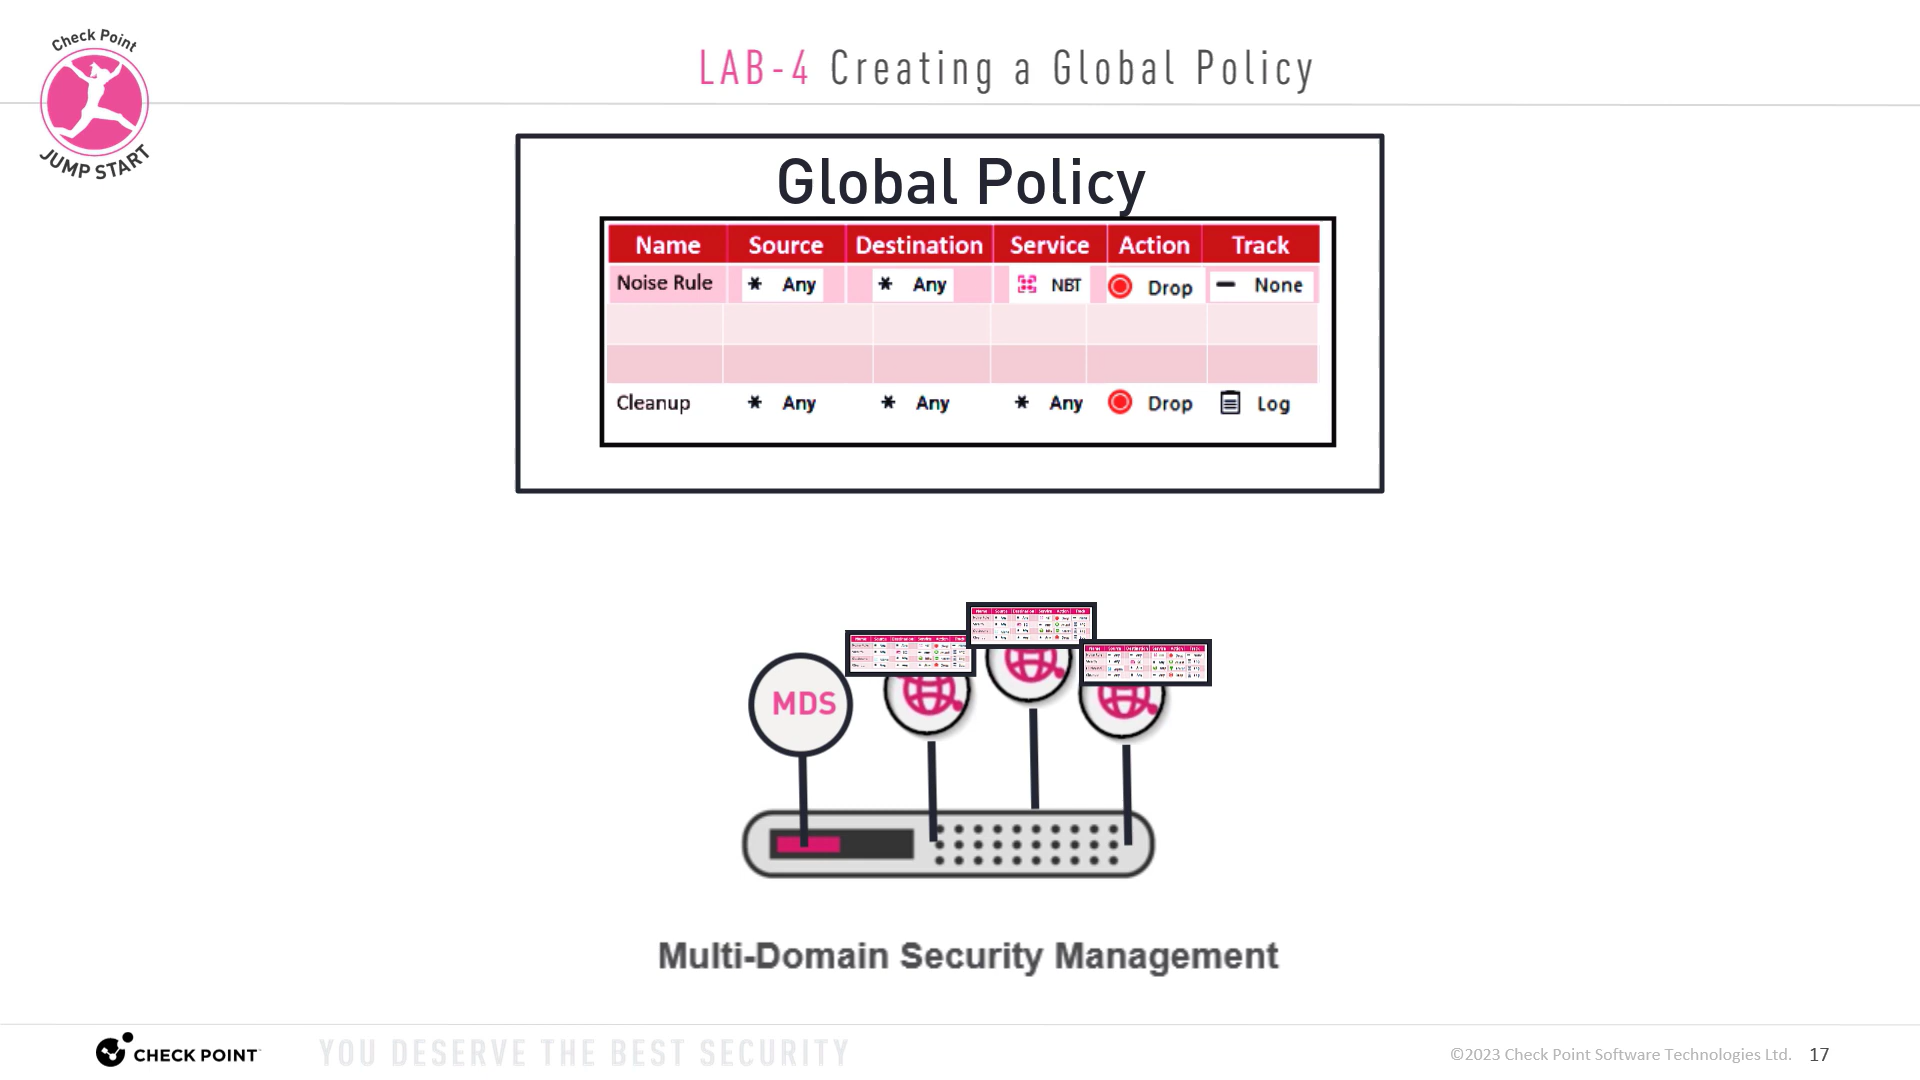 Check Point
JUMP START
LAB-4 Creating a Global Policy
Global Policy
Name Source Destination Service Action Track
Noise Rule * Any * Any NBT Drop None
Cleanup * Any * Any * Any Drop Log
MDS
Multi-Domain Security Management
CHECK POINT
YOU DESERVE THE BEST SECURITY
©2023 Check Point Software Technologies Ltd. 17